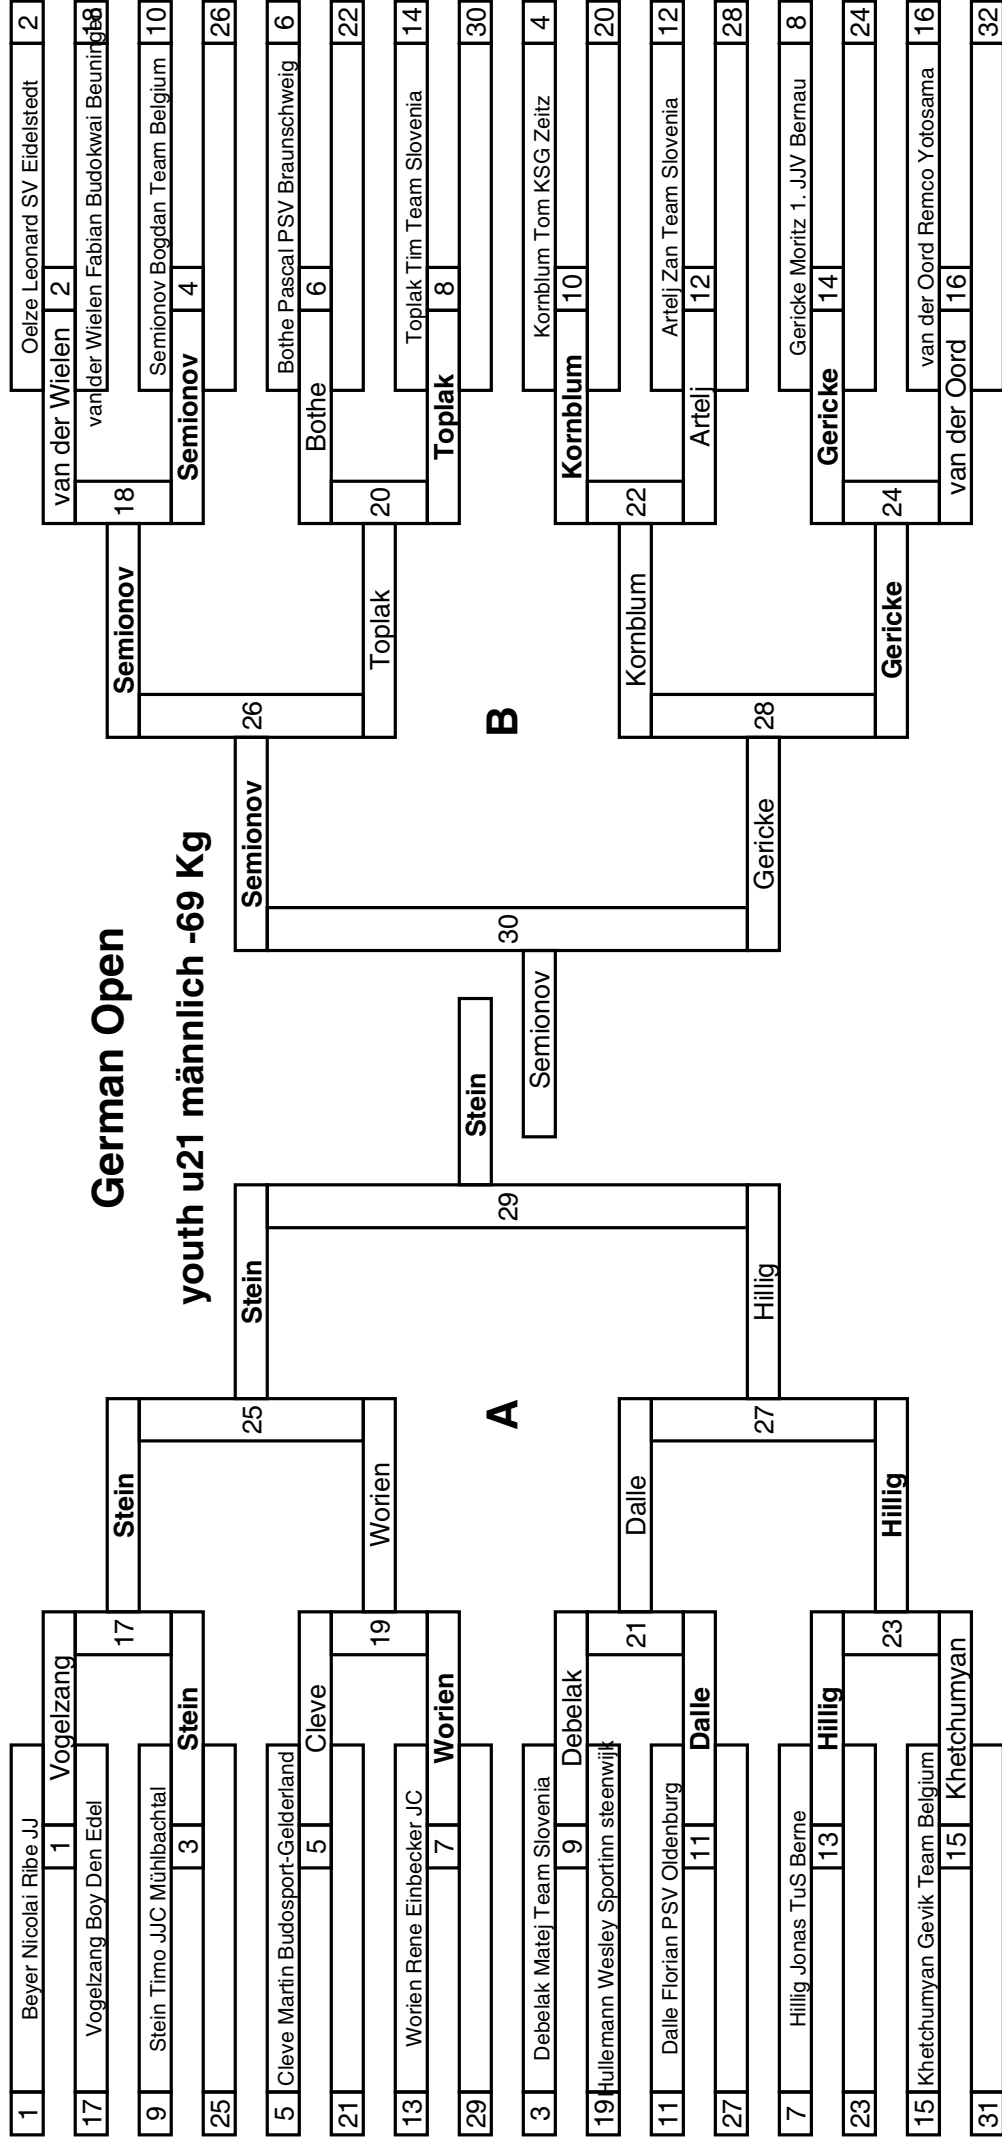 German Open
youth u21 männlich -69 Kg
A
B
1 Beyer Nicolai Ribe JJ
17 Vogelzang Boy Den Edel
9 Stein Timo JJC Mühlbachtal
25
5 Cleve Martin Budosport-Gelderland
21
13 Worien Rene Einbecker JC
29
3 Debelak Matej Team Slovenia
19 Hullemann Wesley Sportinn steenwijk
11 Dalle Florian PSV Oldenburg
27
7 Hillig Jonas TuS Berne
23
15 Khetchumyan Gevik Team Belgium
31
1 Vogelzang
3 Stein
5 Cleve
7 Worien
9 Debelak
11 Dalle
13 Hillig
15 Khetchumyan
17
19
21
23
Stein
Worien
Dalle
Hillig
25
27
Stein
Hillig
29
Stein
Semionov
30
Semionov
Gericke
26
28
Semionov
Toplak
Kornblum
Gericke
18
20
22
24
van der Wielen 2
Semionov 4
Bothe 6
Toplak 8
Kornblum 10
Artelj 12
Gericke 14
van der Oord 16
Oelze Leonard SV Eidelstedt 2
van der Wielen Fabian Budokwai Beuningen 18
Semionov Bogdan Team Belgium 10
26
Bothe Pascal PSV Braunschweig 6
22
Toplak Tim Team Slovenia 14
30
Kornblum Tom KSG Zeitz 4
20
Artelj Zan Team Slovenia 12
28
Gericke Moritz 1. JJV Bernau 8
24
van der Oord Remco Yotosama 16
32